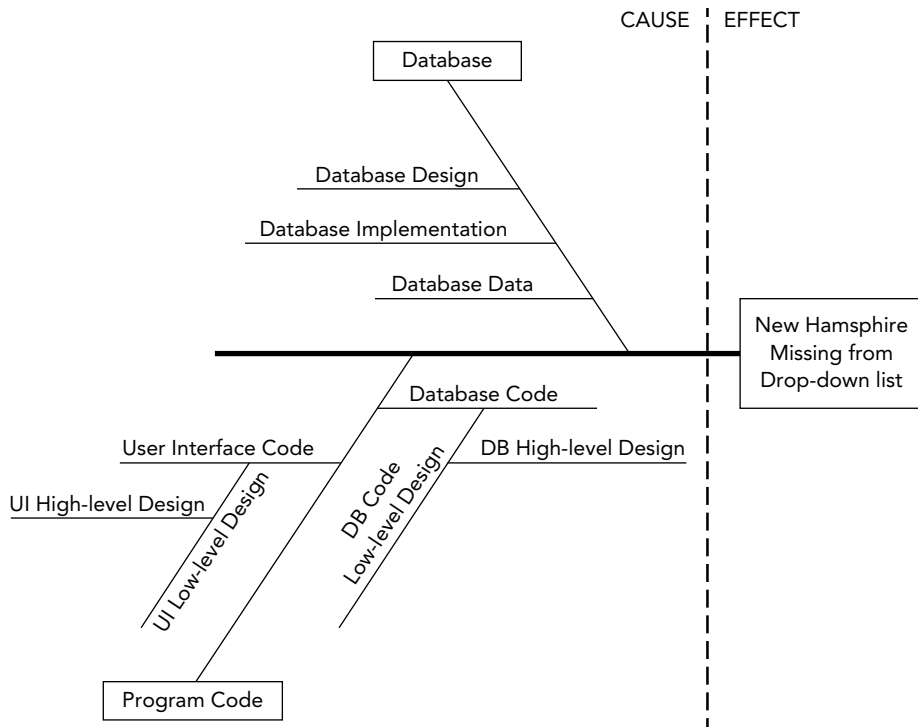 CAUSE
EFFECT
Database
Database Design
Database Implementation
Database Data
New Hamsphire
Missing from
Drop-down list
Database Code
User Interface Code
DB High-level Design
DB Code
Low-level Design
UI High-level Design
UI Low-level Design
Program Code